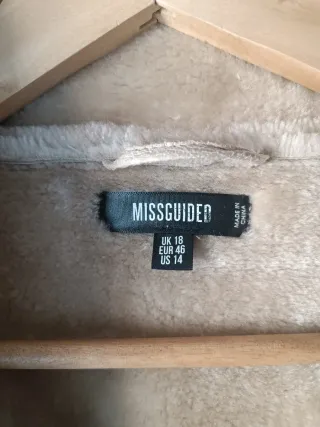 MISSGUIDED
MADE IN
CHINA
UK 18
EUR 46
US 14